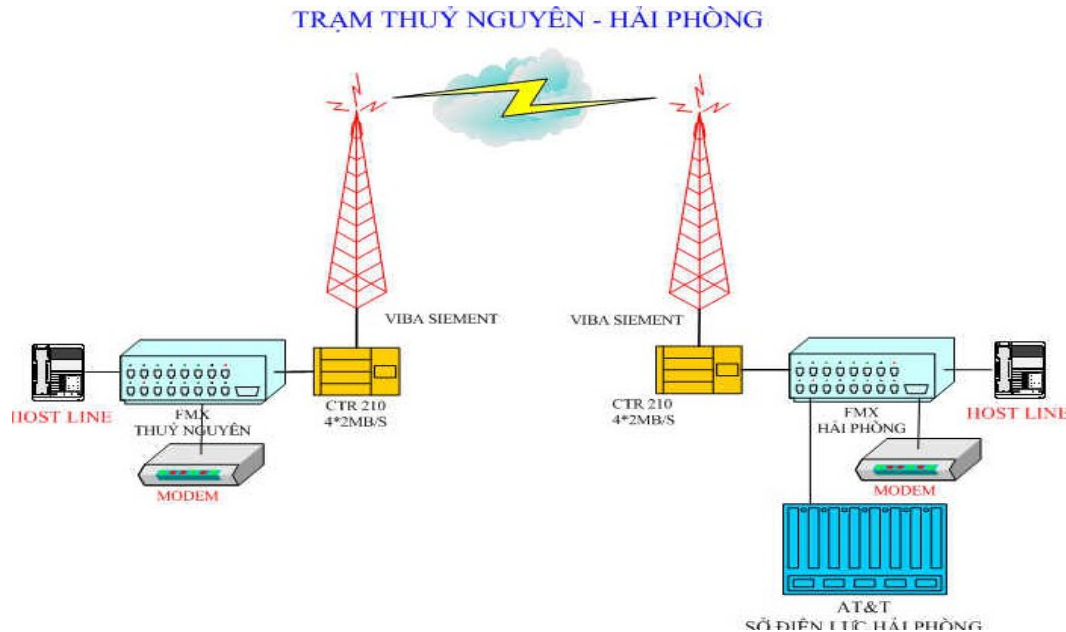 TRẠM THUỶ NGUYÊN - HẢI PHÒNG
VIBA SIEMENT
VIBA SIEMENT
HOST LINE
FMX
THUỶ NGUYÊN
CTR 210
4*2MB/S
MODEM
CTR 210
4*2MB/S
FMX
HẢI PHÒNG
HOST LINE
MODEM
AT&T
SỞ ĐIỆN LỰC HẢI PHÒNG